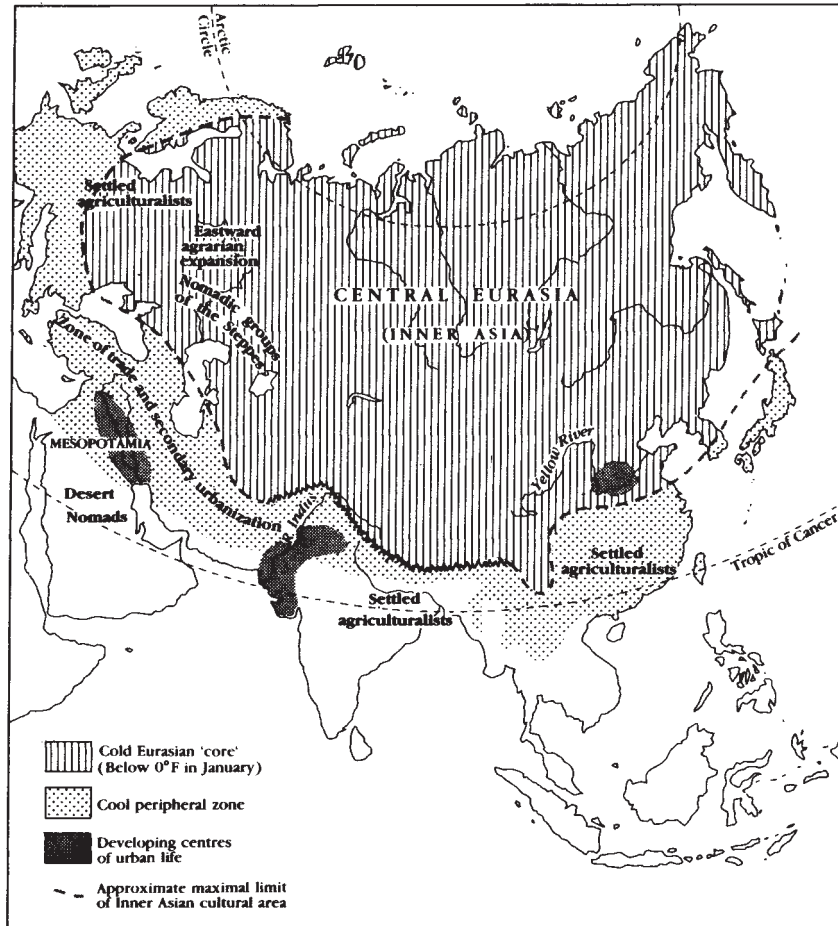 Arctic
Circle
Settled
agriculturalists
Eastward
agrarian
expansion
Nomadic groups
of the Steppes
CENTRAL EURASIA
(INNER ASIA)
Zone of trade and secondary urbanization
MESOPOTAMIA
Desert
Nomads
R. Indus
Yellow River
Settled
agriculturalists
Settled
agriculturalists
Tropic of Cancer
Cold Eurasian 'core'
(Below 0°F in January)
Cool peripheral zone
Developing centres
of urban life
Approximate maximal limit
of Inner Asian cultural area